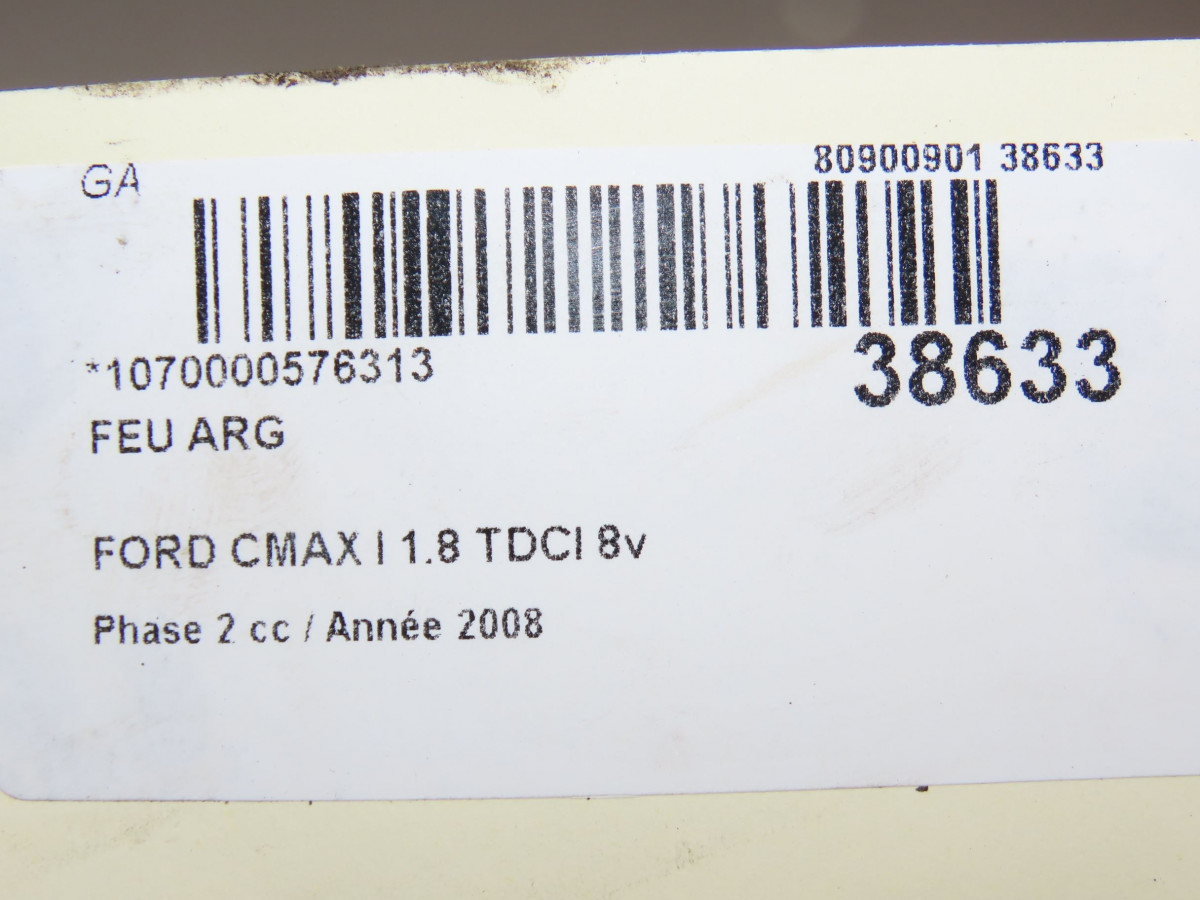 GA
80900901 38633
*1070000576313
38633
FEU ARG
FORD CMAX I 1.8 TDCI 8v
Phase 2 cc / Année 2008